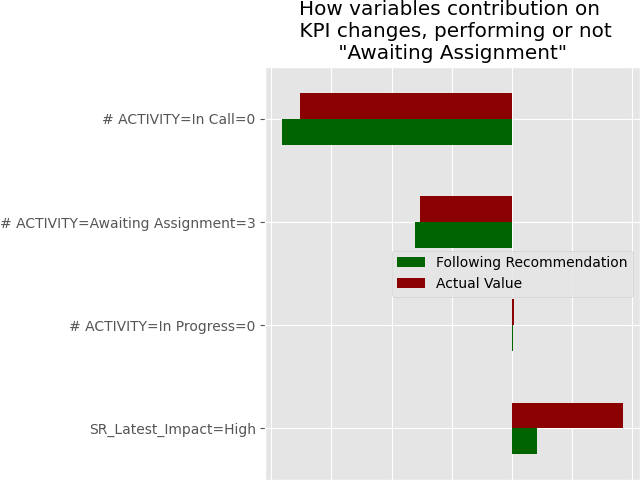 How variables contribution on
KPI changes, performing or not
"Awaiting Assignment"
# ACTIVITY=In Call=0
# ACTIVITY=Awaiting Assignment=3
Following Recommendation
Actual Value
# ACTIVITY=In Progress=0
SR_Latest_Impact=High